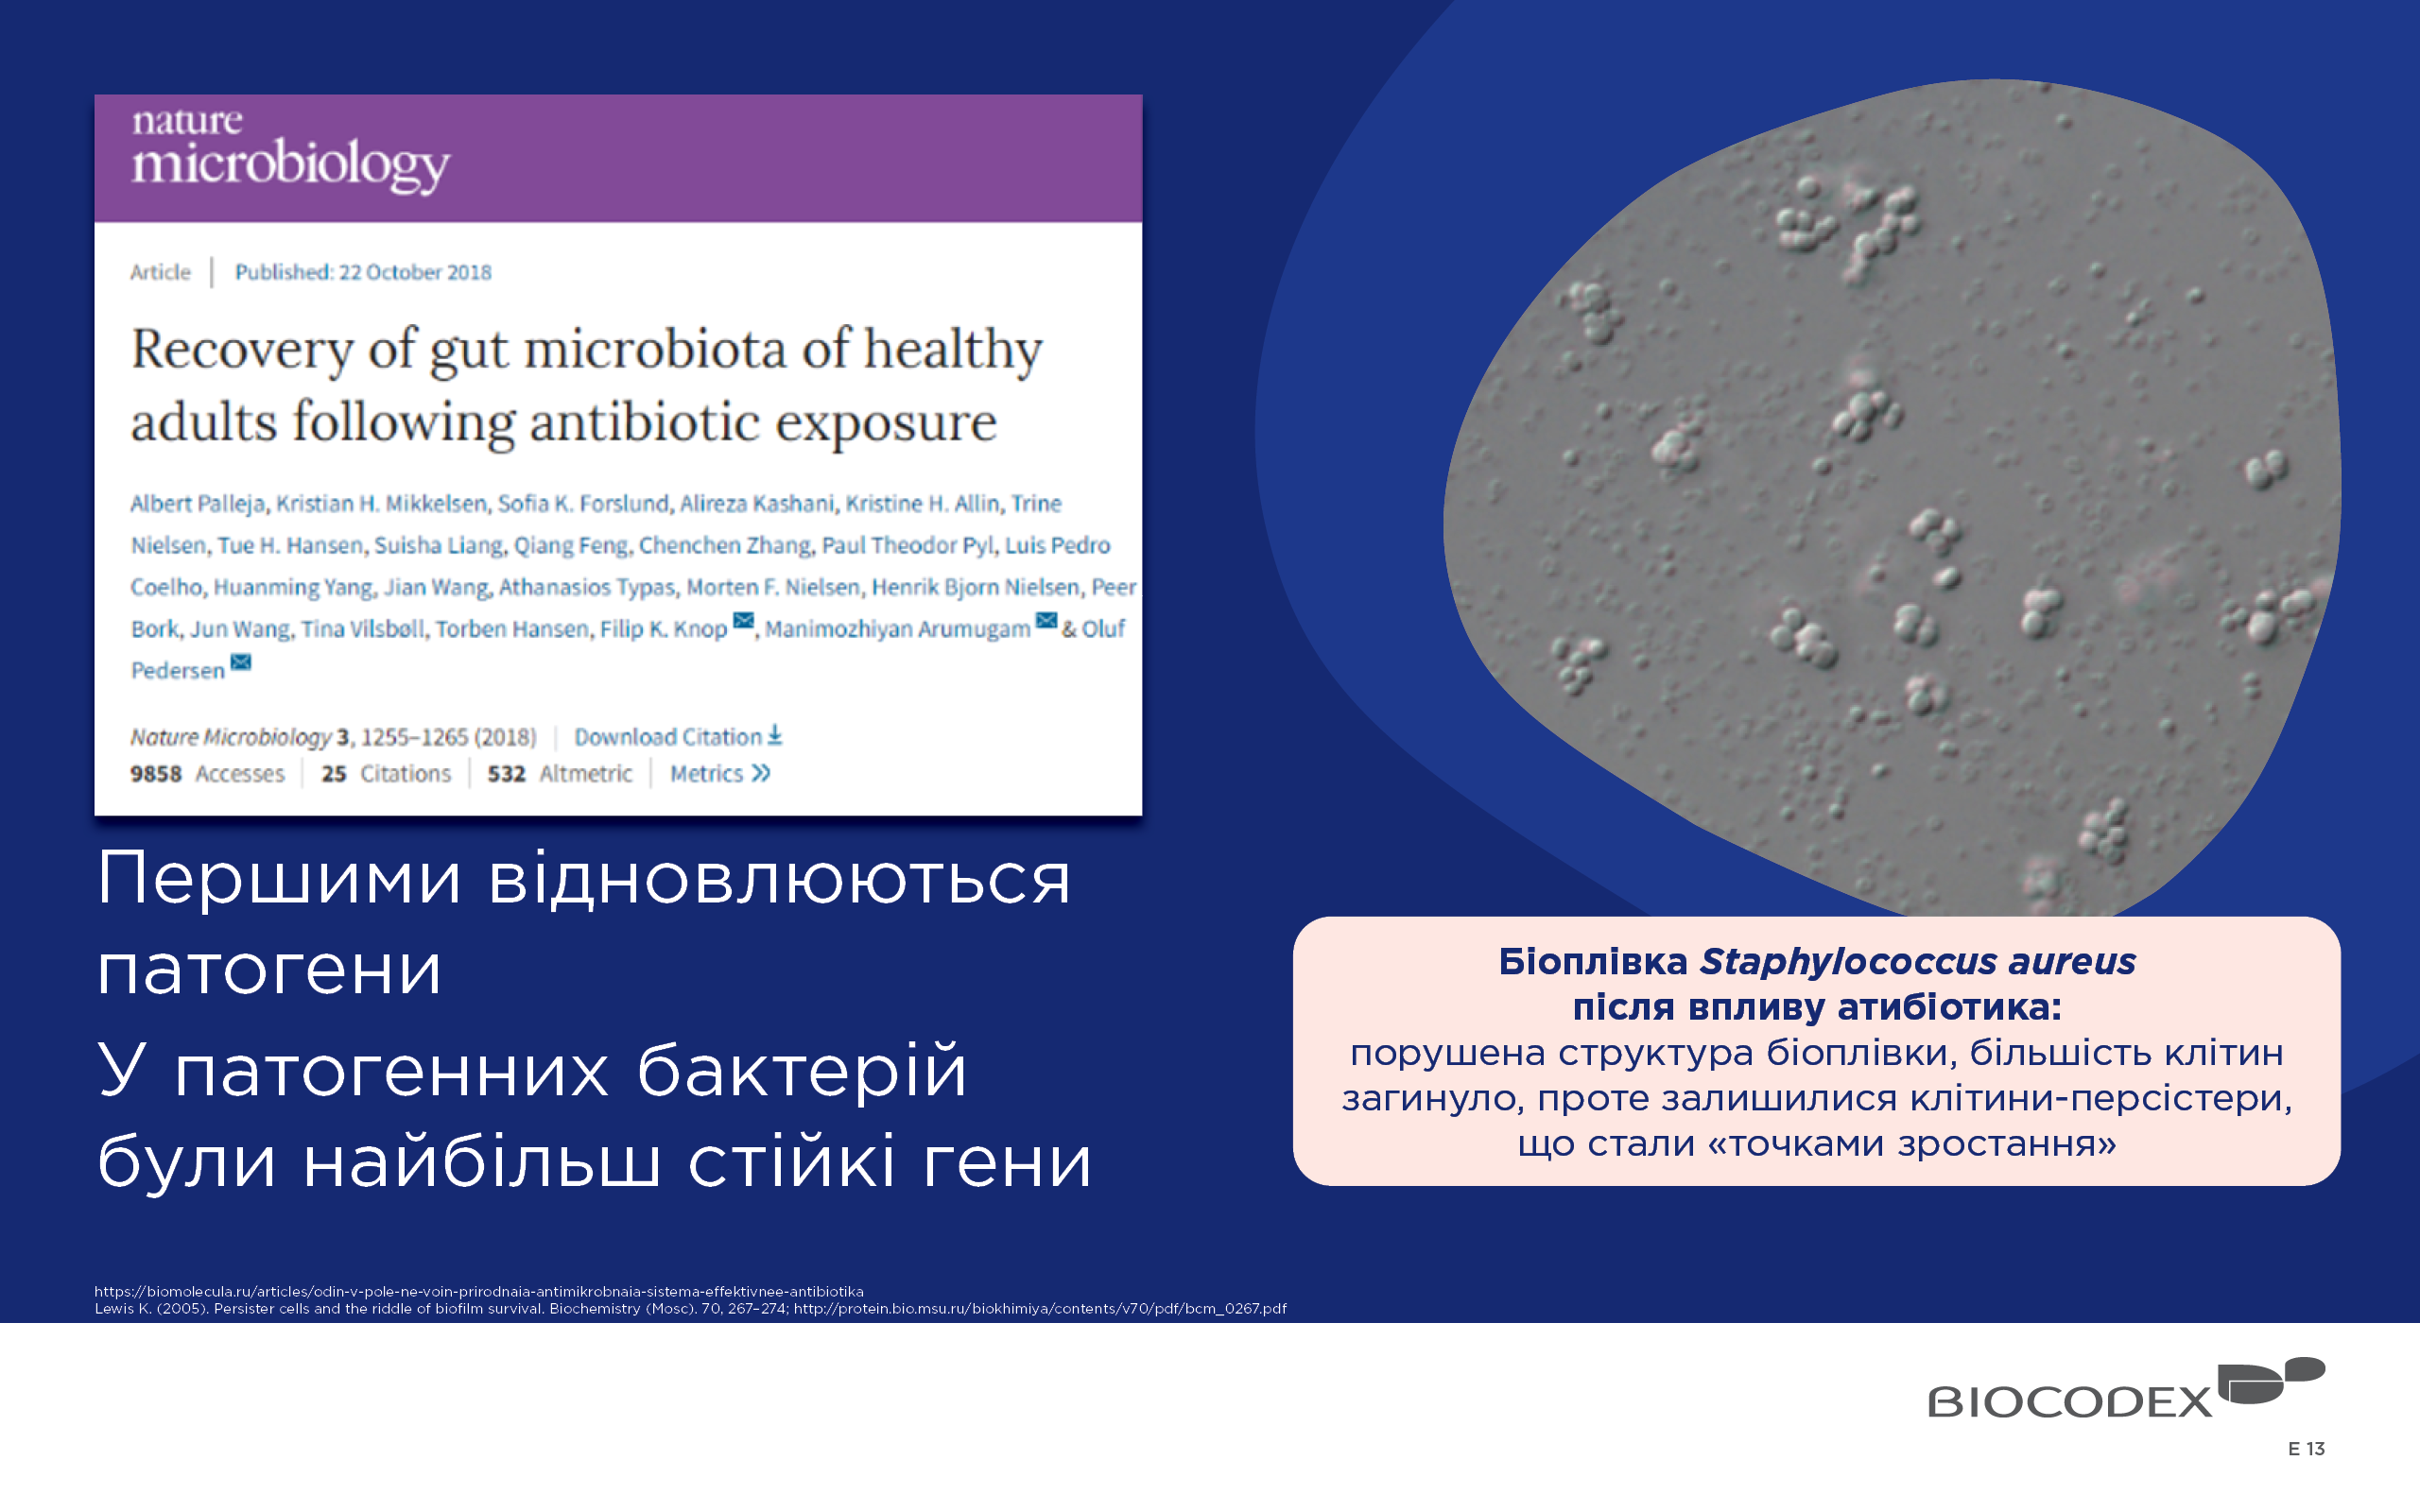 nature
microbiology
Article | Published: 22 October 2018
Recovery of gut microbiota of healthy
adults following antibiotic exposure
Albert Palleja, Kristian H. Mikkelsen, Sofia K. Forslund, Alireza Kashani, Kristine H. Allin, Trine
Nielsen, Tue H. Hansen, Suisha Liang, Qiang Feng, Chenchen Zhang, Paul Theodor Pyl, Luis Pedro
Coelho, Huanming Yang, Jian Wang, Athanasios Typas, Morten F. Nielsen, Henrik Bjorn Nielsen, Peer
Bork, Jun Wang, Tina Vilsbøll, Torben Hansen, Filip K. Knop, Manimozhiyan Arumugam & Oluf
Pedersen
Nature Microbiology 3, 1255–1265 (2018) | Download Citation
9858 Accesses | 25 Citations | 532 Altmetric | Metrics »
Першими відновлюються
патогени
У патогенних бактерій
були найбільш стійкі гени
Біоплівка Staphylococcus aureus
після впливу атибіотика:
порушена структура біоплівки, більшість клітин
загинуло, проте залишилися клітини-персістери,
що стали «точками зростання»
https://biomolecula.ru/articles/odin-v-pole-ne-voin-prirodnaia-antimikrobnaia-sistema-effektivnee-antibiotika
Lewis K. (2005). Persister cells and the riddle of biofilm survival. Biochemistry (Mosc). 70, 267–274; http://protein.bio.msu.ru/biokhimiya/contents/v70/pdf/bcm_0267.pdf
BIOCODEX
E 13